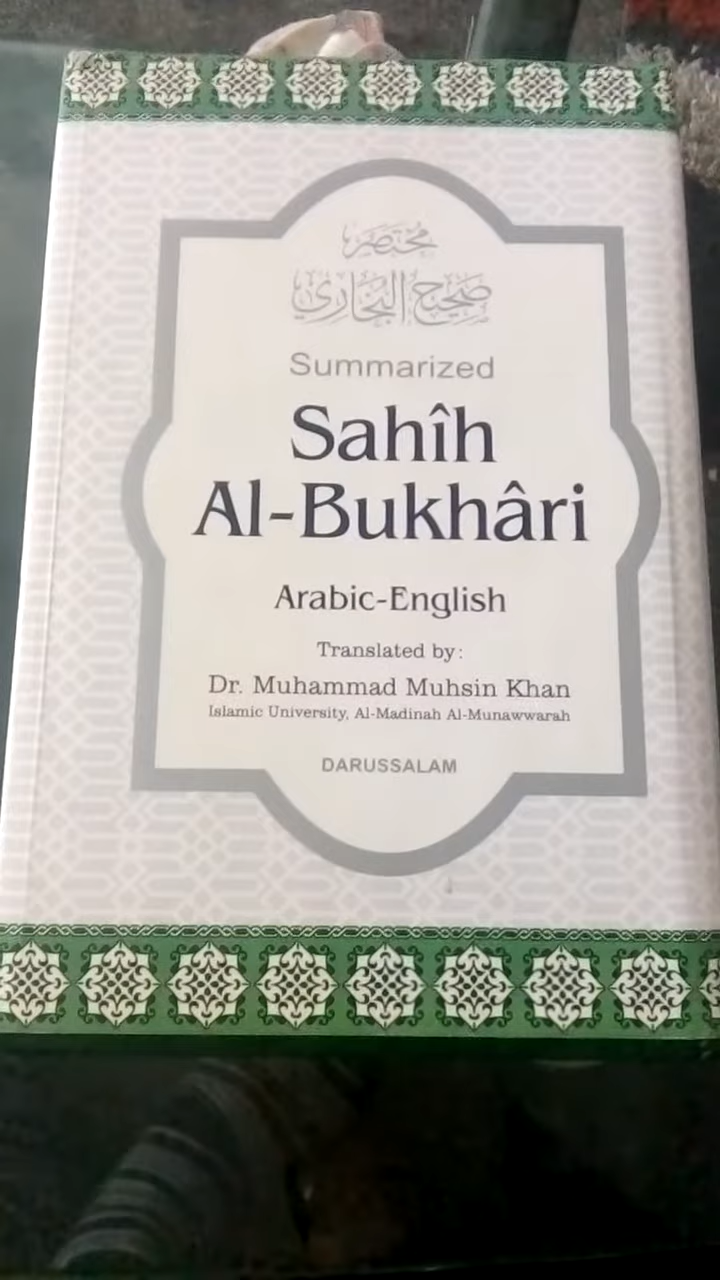 مختصر
صحيح البخاري
Summarized
Sahîh
Al-Bukhâri
Arabic-English
Translated by:
Dr. Muhammad Muhsin Khan
Islamic University, Al-Madinah Al-Munawwarah
DARUSSALAM